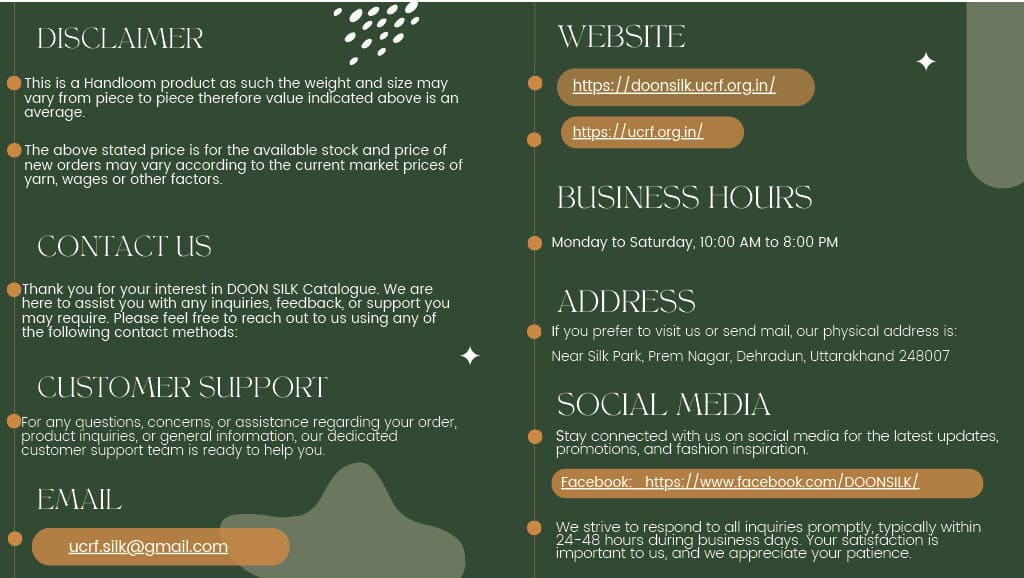 DISCLAIMER
This is a Handloom product as such the weight and size may
vary from piece to piece therefore value indicated above is an
average.
The above stated price is for the available stock and price of
new orders may vary according to the current market prices of
yarn, wages or other factors.
CONTACT US
Thank you for your interest in DOON SILK Catalogue. We are
here to assist you with any inquiries, feedback, or support you
may require. Please feel free to reach out to us using any of
the following contact methods:
CUSTOMER SUPPORT
For any questions, concerns, or assistance regarding your order,
product inquiries, or general information, our dedicated
customer support team is ready to help you.
EMAIL
ucrf.silk@gmail.com
WEBSITE
https://doonsilk.ucrf.org.in/
https://ucrf.org.in/
BUSINESS HOURS
Monday to Saturday, 10:00 AM to 8:00 PM
ADDRESS
If you prefer to visit us or send mail, our physical address is:
Near Silk Park, Prem Nagar, Dehradun, Uttarakhand 248007
SOCIAL MEDIA
Stay connected with us on social media for the latest updates,
promotions, and fashion inspiration.
Facebook: https://www.facebook.com/DOONSILK/
We strive to respond to all inquiries promptly, typically within
24-48 hours during business days. Your satisfaction is
important to us, and we appreciate your patience.